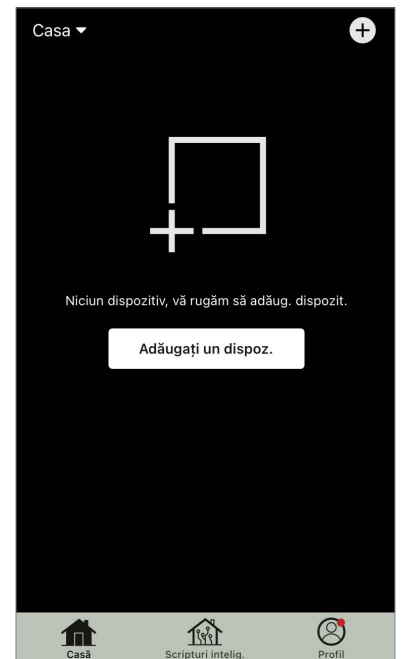 Casa
Niciun dispozitiv, vă rugăm să adăug. dispozit.
Adăugați un dispoz.
Casă
Scripturi intelig.
Profil